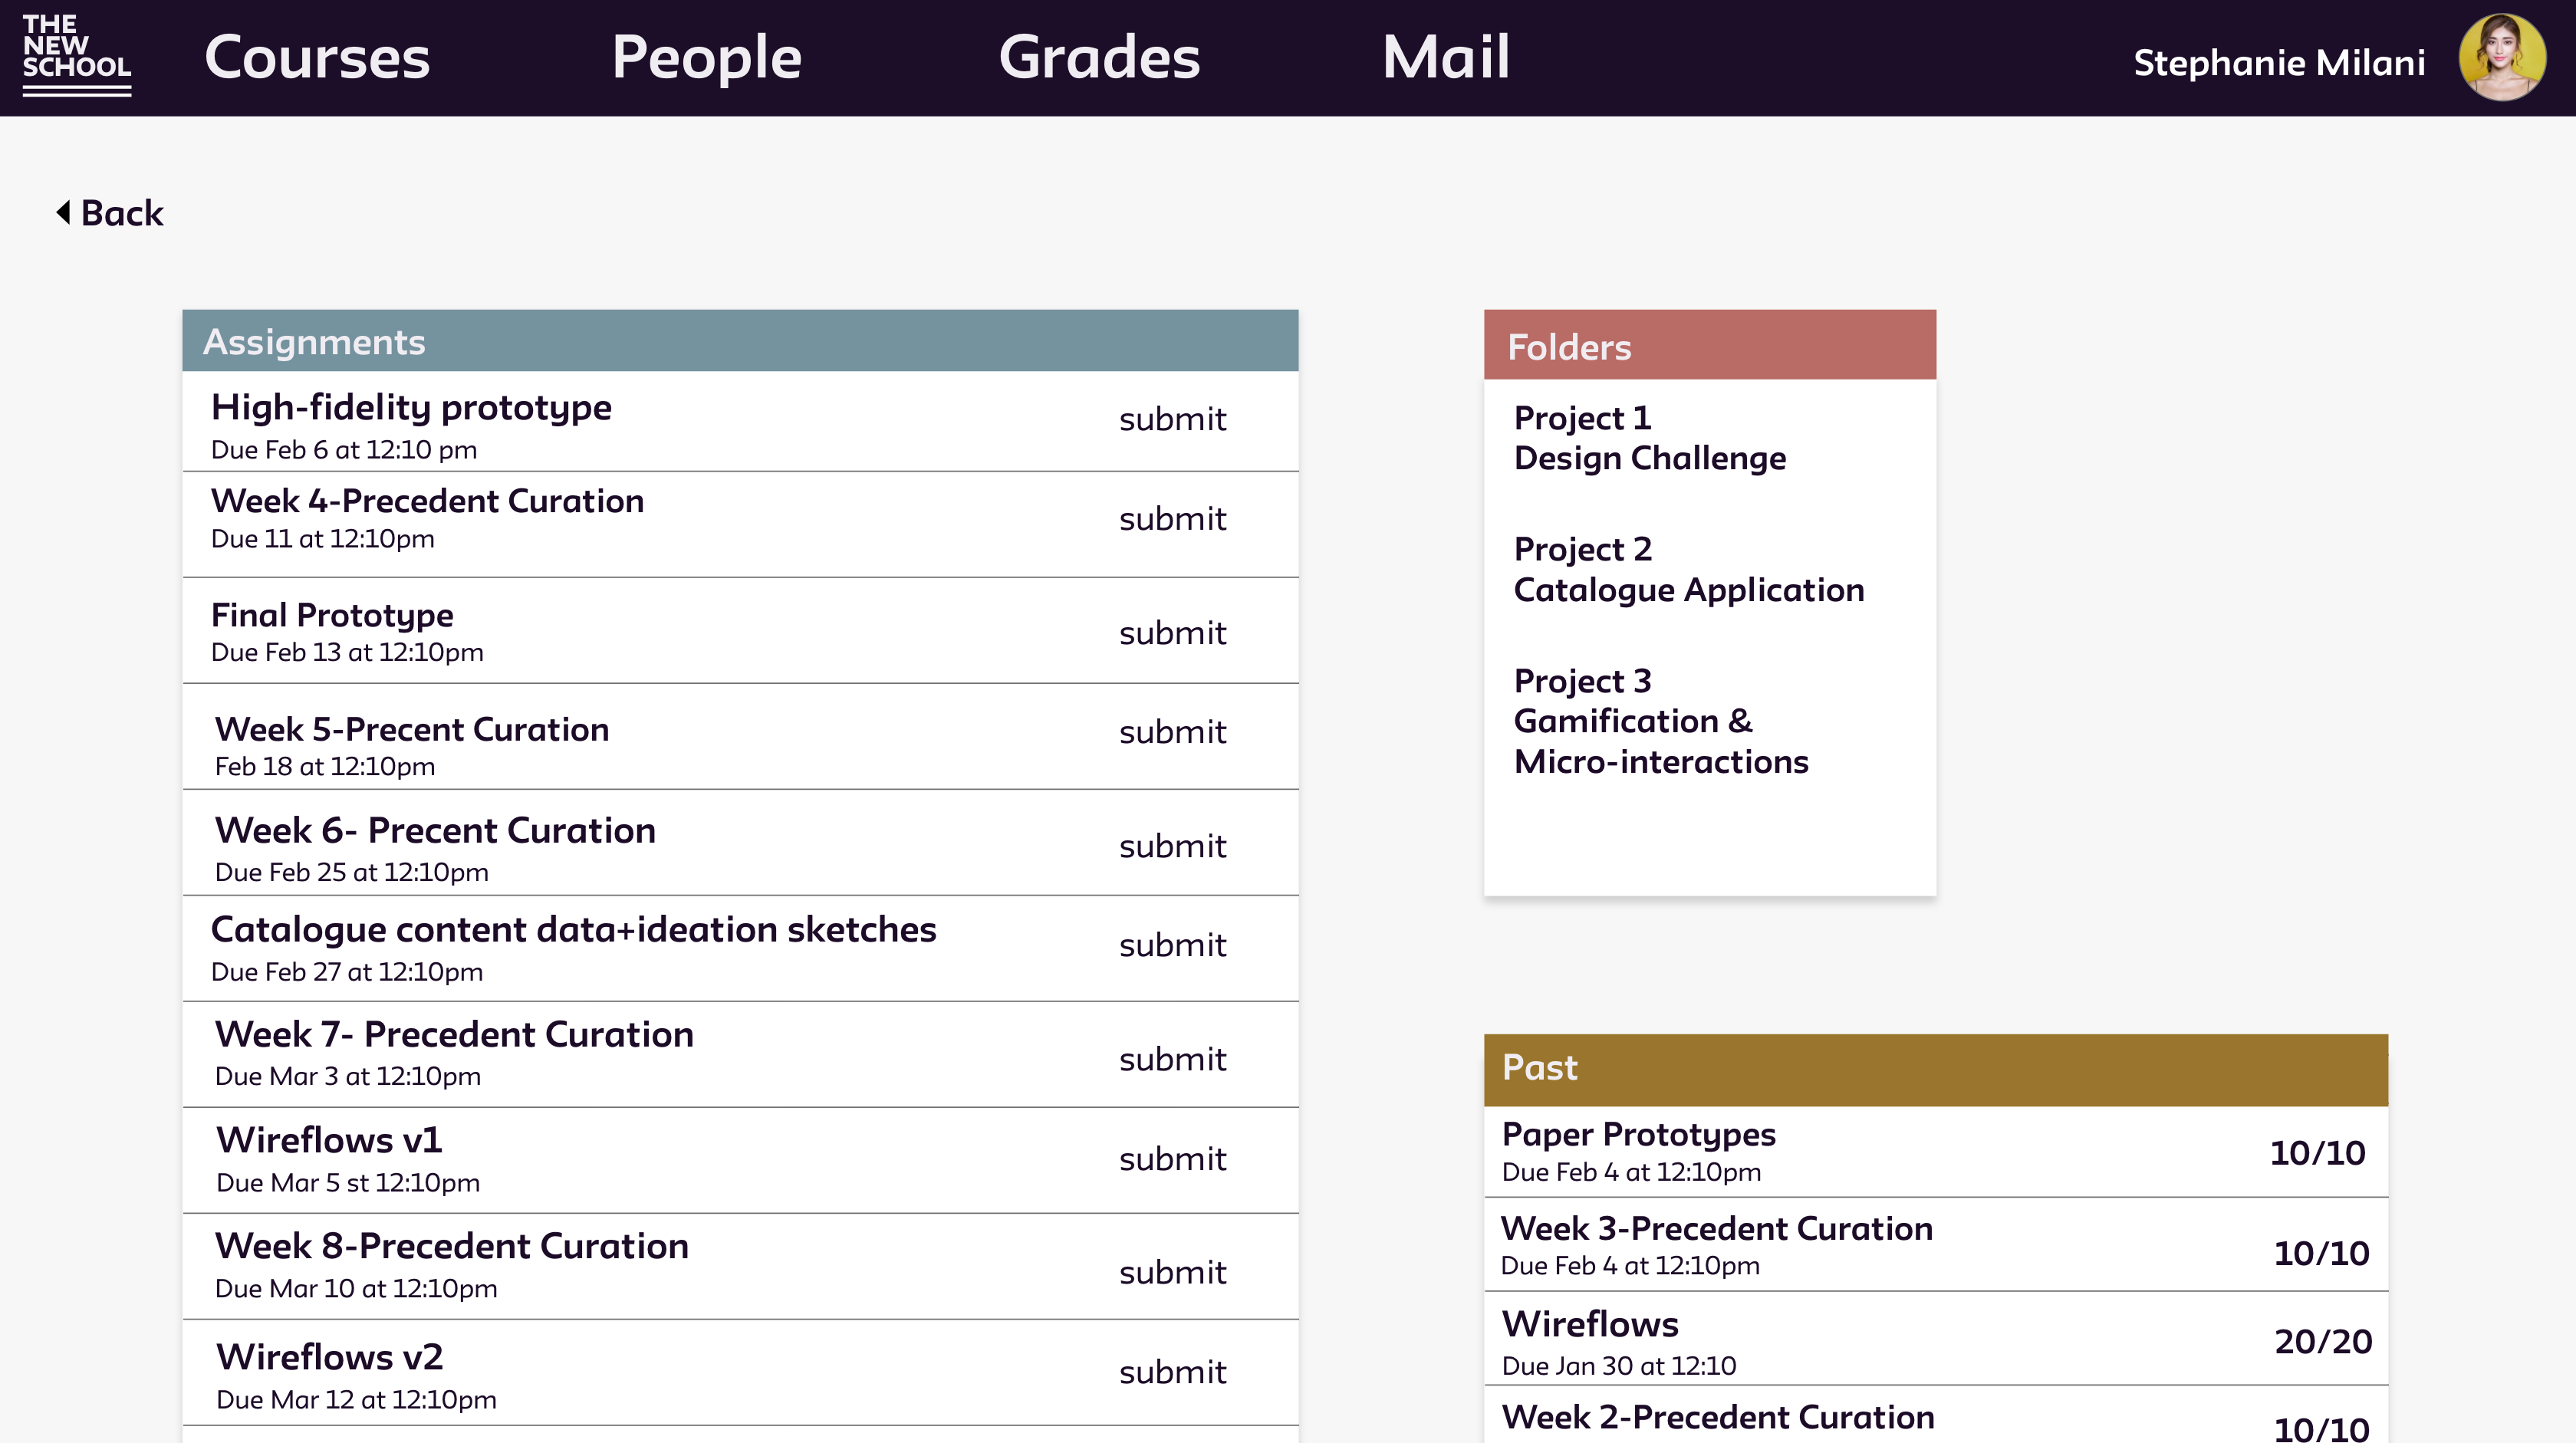 THE
NEW
SCHOOL
Courses
People
Grades
Mail
Stephanie Milani
Back
Assignments
High-fidelity prototype
Due Feb 6 at 12:10 pm
submit
Week 4-Precedent Curation
Due 11 at 12:10pm
submit
Final Prototype
Due Feb 13 at 12:10pm
submit
Week 5-Precent Curation
Feb 18 at 12:10pm
submit
Week 6- Precent Curation
Due Feb 25 at 12:10pm
submit
Catalogue content data+ideation sketches
Due Feb 27 at 12:10pm
submit
Week 7- Precedent Curation
Due Mar 3 at 12:10pm
submit
Wireflows v1
Due Mar 5 st 12:10pm
submit
Week 8-Precedent Curation
Due Mar 10 at 12:10pm
submit
Wireflows v2
Due Mar 12 at 12:10pm
submit
Folders
Project 1
Design Challenge
Project 2
Catalogue Application
Project 3
Gamification &
Micro-interactions
Past
Paper Prototypes
Due Feb 4 at 12:10pm
10/10
Week 3-Precedent Curation
Due Feb 4 at 12:10pm
10/10
Wireflows
Due Jan 30 at 12:10
20/20
Week 2-Precedent Curation
10/10